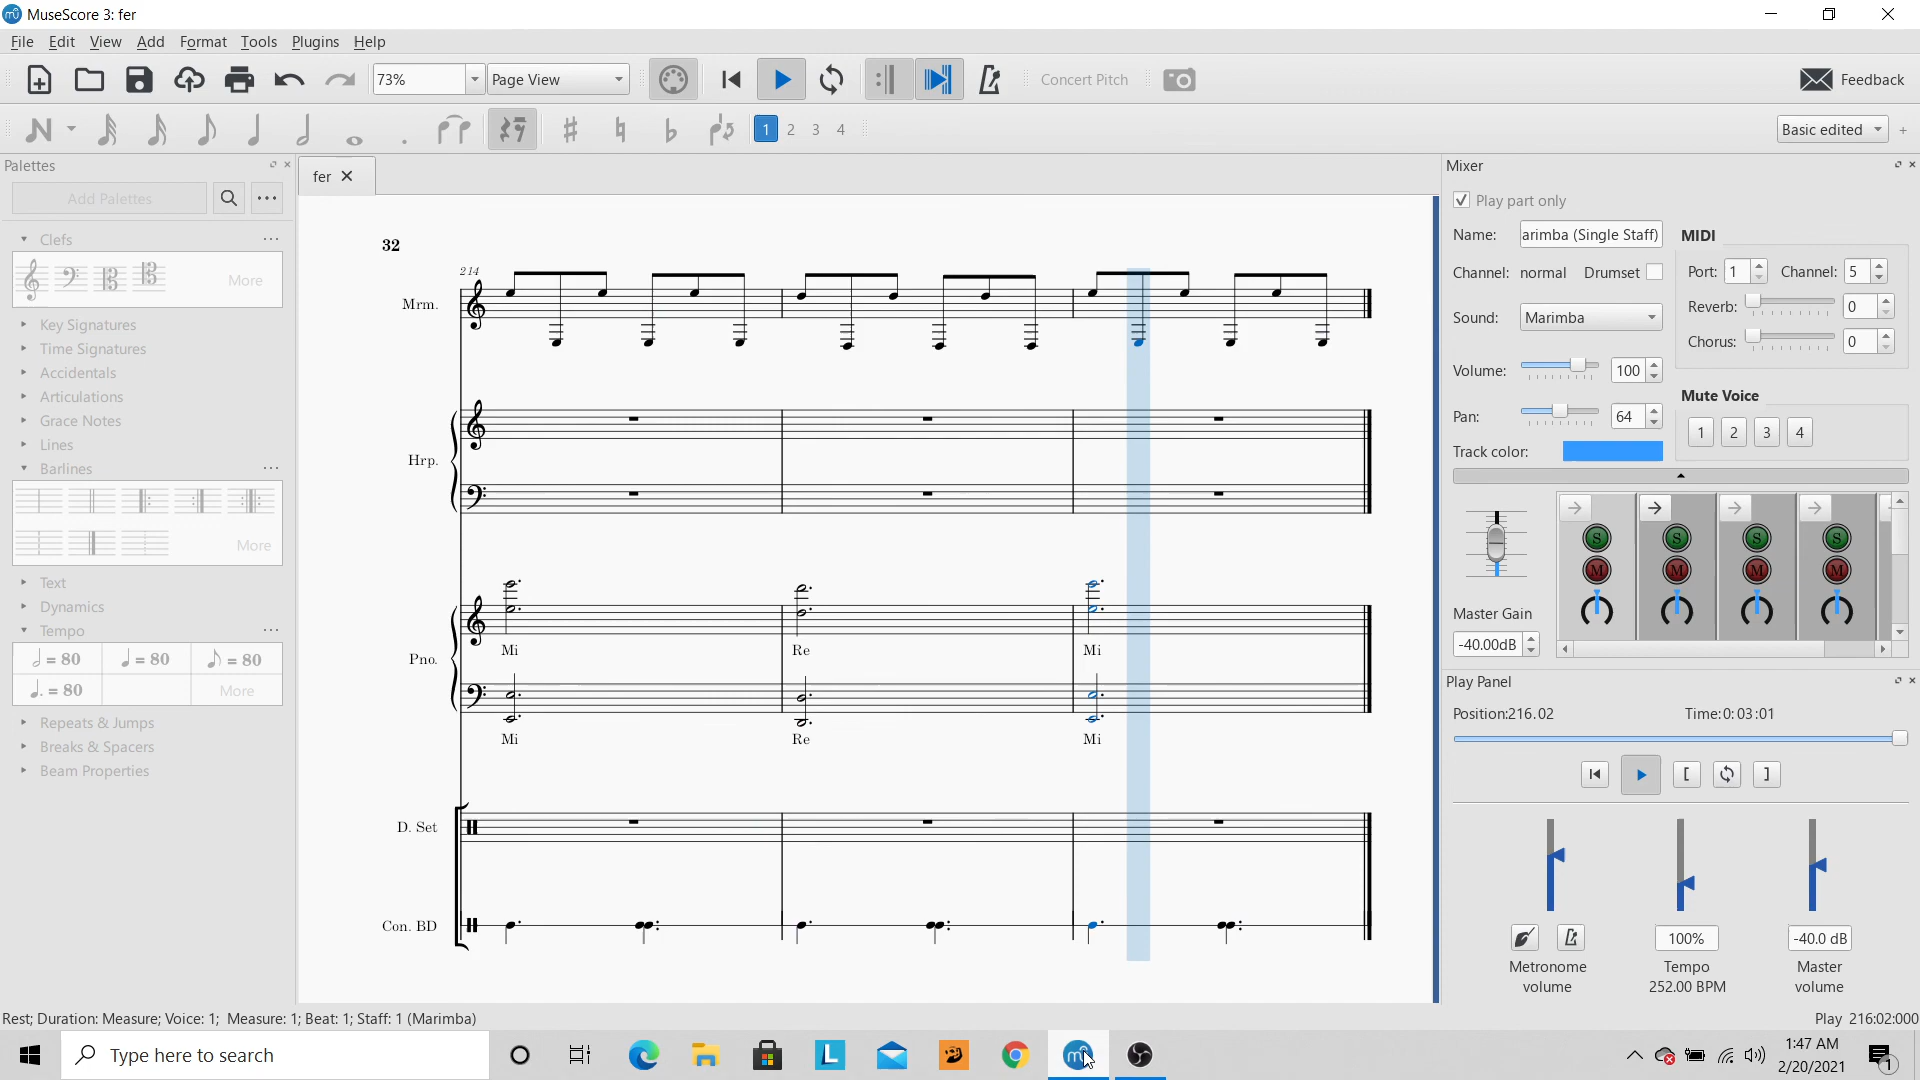 MuseScore 3: fer
File Edit View Add Format Tools Plugins Help
73% Page View Concert Pitch Feedback
1 2 3 4 Basic edited +
Palettes
Add Palettes
Clefs
More
Key Signatures
Time Signatures
Accidentals
Articulations
Grace Notes
Lines
Barlines
More
Text
Dynamics
Tempo
= 80 = 80 = 80
. = 80 More
Repeats & Jumps
Breaks & Spacers
Beam Properties
fer
32
214
Mrm.
Hrp.
Pno.
Mi Re Mi
Mi Re Mi
D. Set
Con. BD
Mixer
Play part only
Name: arimba (Single Staff)
Channel: normal Drumset
Sound: Marimba
Volume: 100
Pan: 64
Track color:
MIDI
Port: 1 Channel: 5
Reverb: 0
Chorus: 0
Mute Voice
1 2 3 4
S S S S
M M M M
Master Gain
-40.00dB
Play Panel
Position:216.02 Time:0: 03:01
100% -40.0 dB
Metronome volume
Tempo
252.00 BPM
Master volume
Rest; Duration: Measure; Voice: 1; Measure: 1; Beat: 1; Staff: 1 (Marimba)
Play 216:02:000
Type here to search
1:47 AM
2/20/2021
1